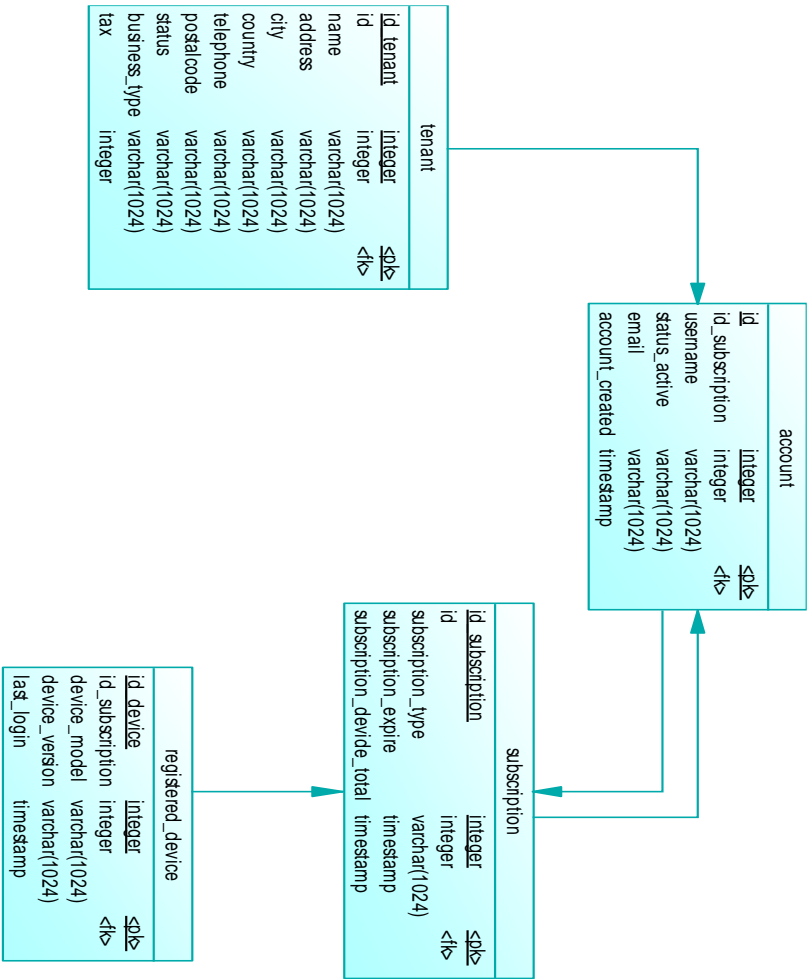 tenant
id_tenant integer <pk>
id integer <fk>
name varchar(1024)
address varchar(1024)
city varchar(1024)
country varchar(1024)
telephone varchar(1024)
postalcode varchar(1024)
status varchar(1024)
business_type varchar(1024)
tax integer
account
id integer <pk>
id_subscription integer <fk>
username varchar(1024)
status_active varchar(1024)
email varchar(1024)
account_created timestamp
subscription
id_subscription integer <pk>
id integer <fk>
subscription_type varchar(1024)
subscription_expire timestamp
subscription_devide_total timestamp
registered_device
id_device integer <pk>
id_subscription integer <fk>
device_model varchar(1024)
device_version varchar(1024)
last_login timestamp